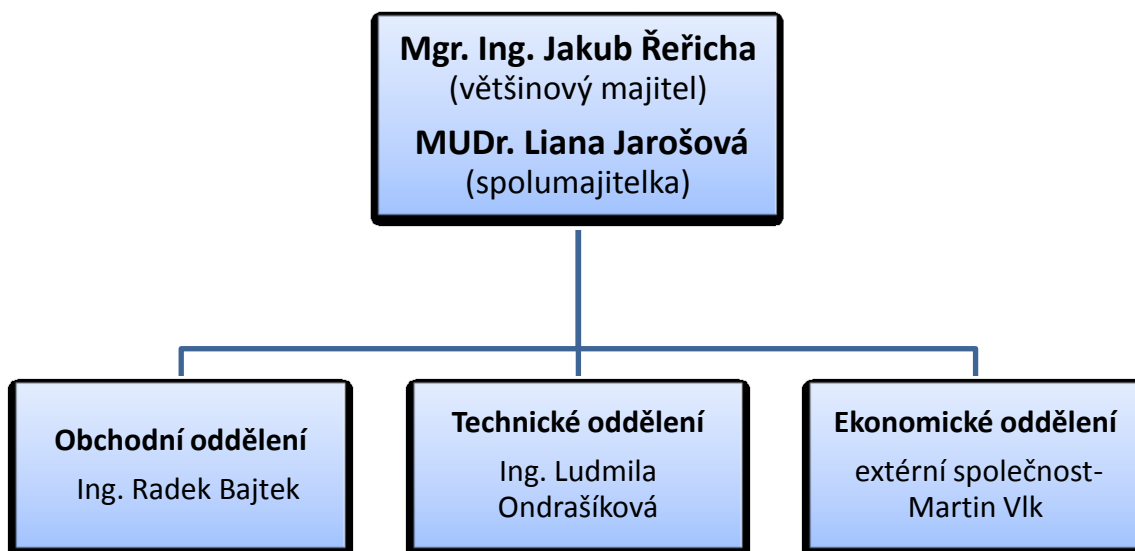 Mgr. Ing. Jakub Řeřicha
(většinový majitel)
MUDr. Liana Jarošová
(spolumajitelka)
Obchodní oddělení
Ing. Radek Bajtek
Technické oddělení
Ing. Ludmila
Ondrašíková
Ekonomické oddělení
extérní společnost-
Martin Vlk